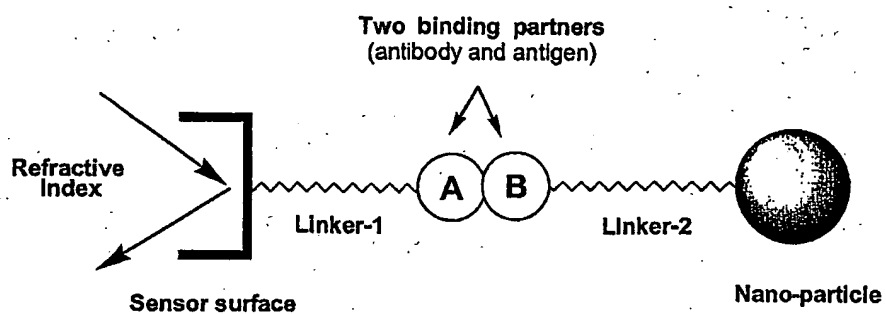 Two binding partners
(antibody and antigen)
Refractive
Index
A
B
Linker-1
Linker-2
Sensor surface
Nano-particle